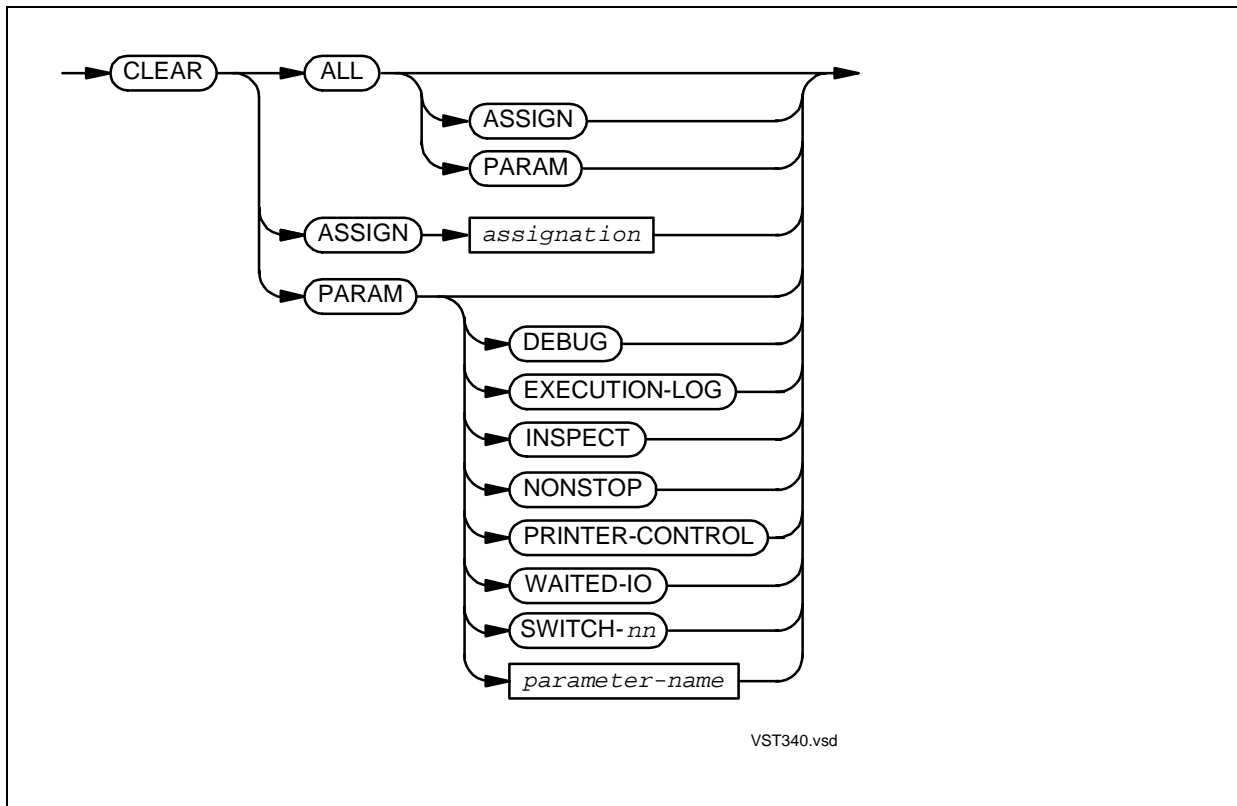 CLEAR ALL
ASSIGN
PARAM
ASSIGN assignation
PARAM
DEBUG
EXECUTION-LOG
INSPECT
NONSTOP
PRINTER-CONTROL
WAITED-IO
SWITCH-nn
parameter-name
VST340.vsd